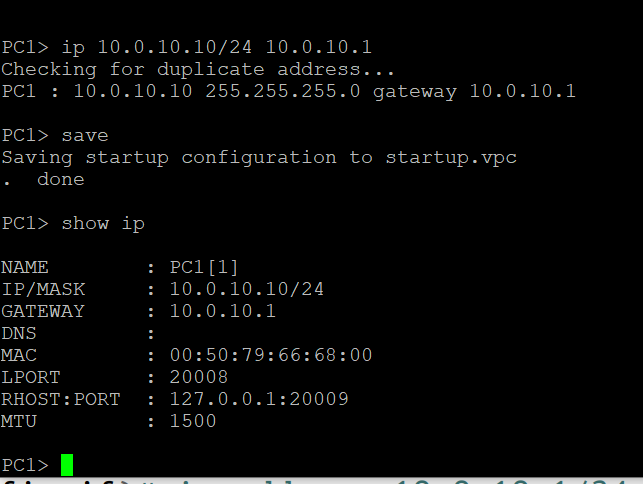 PC1> ip 10.0.10.10/24 10.0.10.1
Checking for duplicate address...
PC1 : 10.0.10.10 255.255.255.0 gateway 10.0.10.1
PC1> save
Saving startup configuration to startup.vpc
.  done
PC1> show ip
NAME        : PC1[1]
IP/MASK     : 10.0.10.10/24
GATEWAY     : 10.0.10.1
DNS         :
MAC         : 00:50:79:66:68:00
LPORT       : 20008
RHOST:PORT  : 127.0.0.1:20009
MTU         : 1500
PC1>